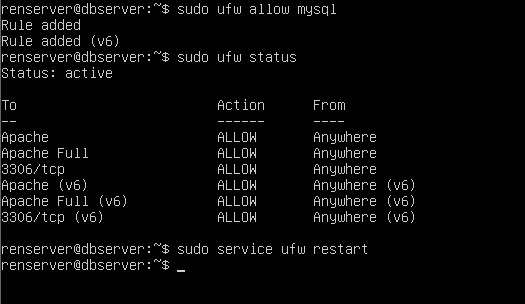 renserver@dbserver:~$ sudo ufw allow mysql
Rule added
Rule added (v6)
renserver@dbserver:~$ sudo ufw status
Status: active
To Action From
-- ------ ----
Apache ALLOW Anywhere
Apache Full ALLOW Anywhere
3306/tcp ALLOW Anywhere
Apache (v6) ALLOW Anywhere (v6)
Apache Full (v6) ALLOW Anywhere (v6)
3306/tcp (v6) ALLOW Anywhere (v6)
renserver@dbserver:~$ sudo service ufw restart
renserver@dbserver:~$ _